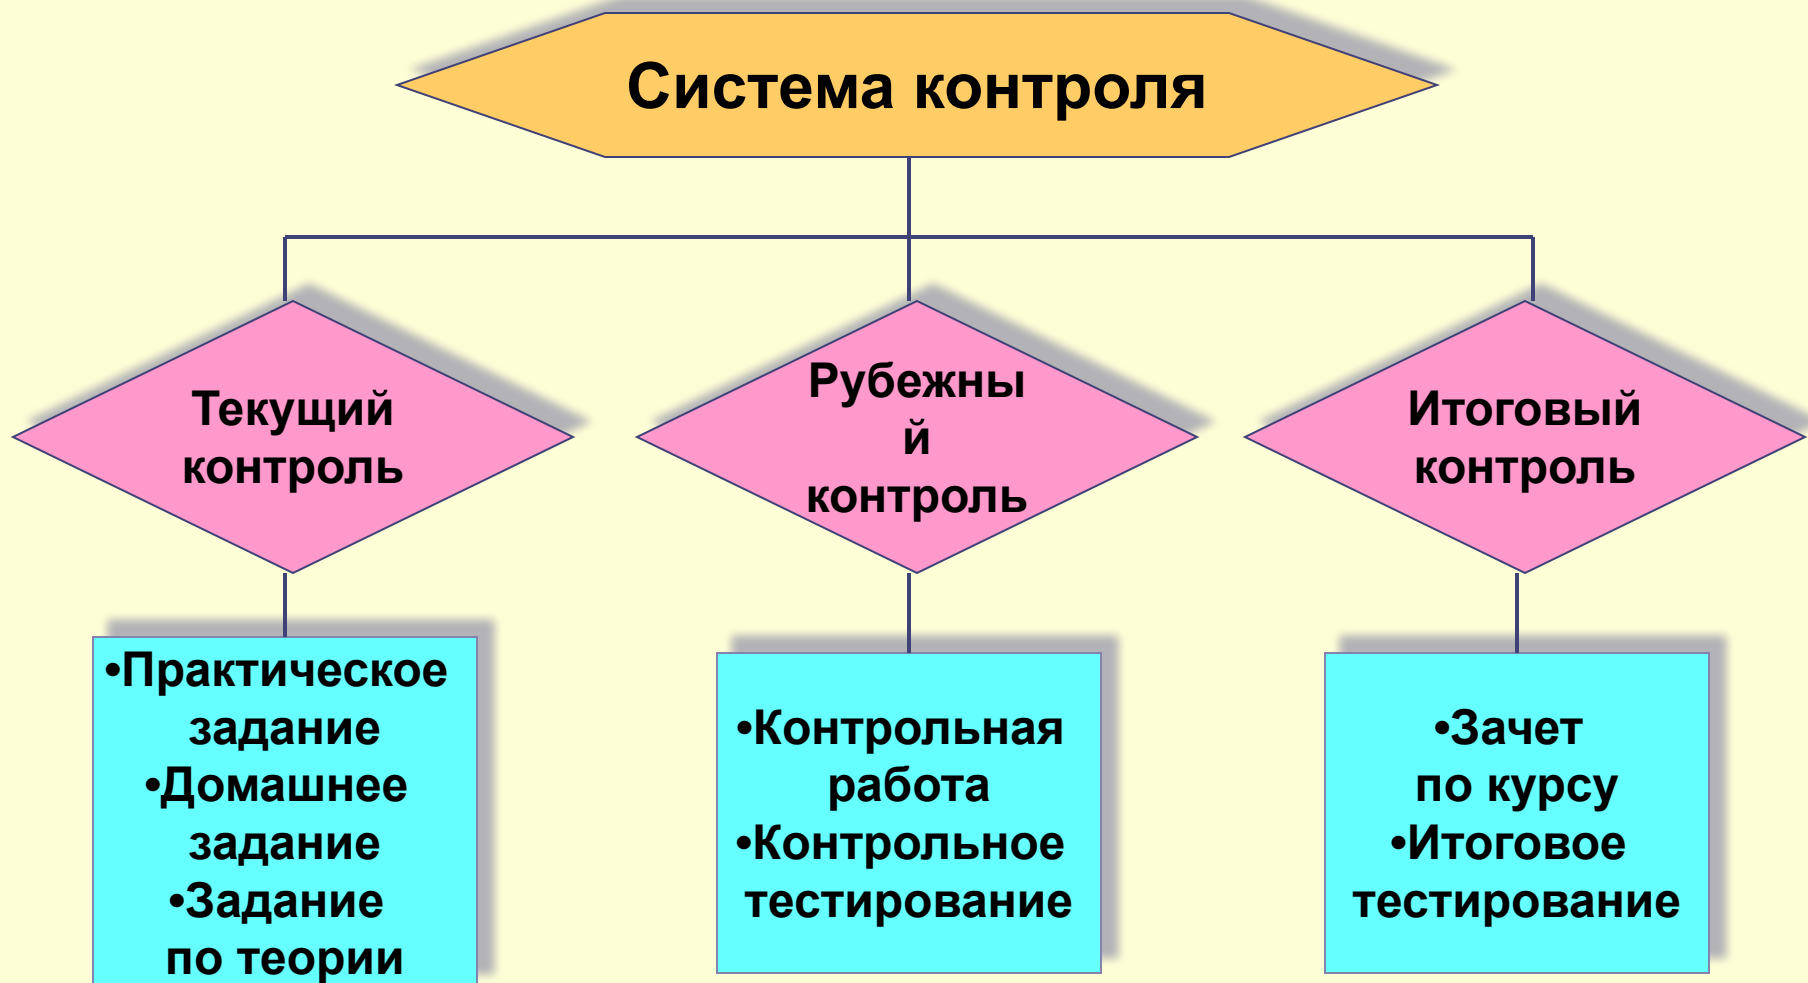 Система контроля
Текущий
контроль
Рубежны
й
контроль
Итоговый
контроль
•Практическое
задание
•Домашнее
задание
•Задание
по теории
•Контрольная
работа
•Контрольное
тестирование
•Зачет
по курсу
•Итоговое
тестирование